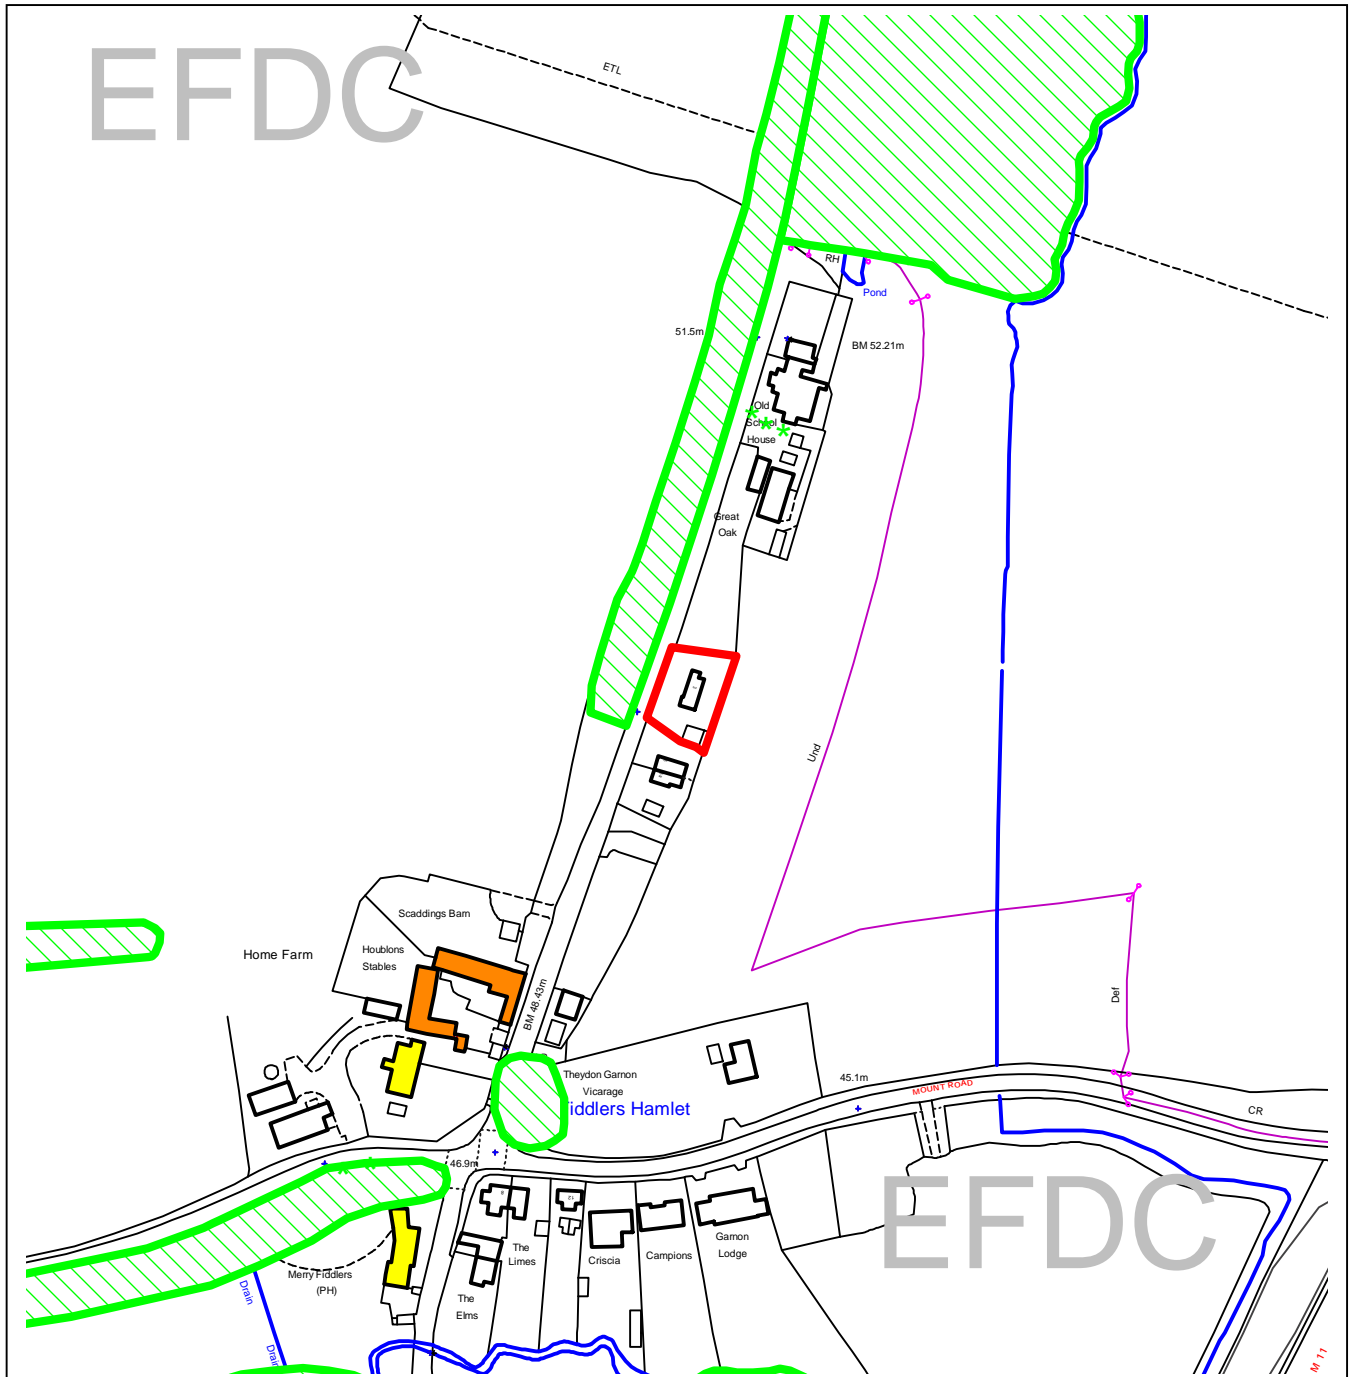 EFDC
ETL
RH
Pond
51.5m
BM 52.21m
Old
School
House
Great
Oak
Und
Scaddings Barn
Home Farm
Houblons
Stables
BM 48.43m
Def
Theydon Garnon
Vicarage
iddlers Hamlet
45.1m
MOUNT ROAD
CR
46.9m
8
12
EFDC
The
Limes
Criscia
Campions
Garnon
Lodge
Merry Fiddlers
(PH)
The
Elms
Drain
Drain
M 11